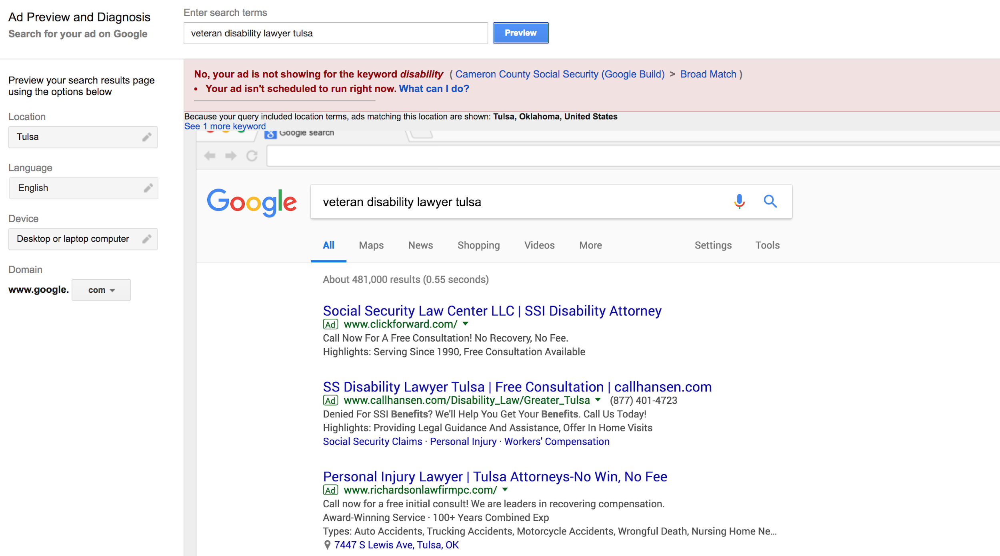 Ad Preview and Diagnosis
Search for your ad on Google
Enter search terms
veteran disability lawyer tulsa
Preview
Preview your search results page
using the options below
Location
Tulsa
Language
English
Device
Desktop or laptop computer
Domain
www.google. com
No, your ad is not showing for the keyword disability ( Cameron County Social Security (Google Build) > Broad Match )
• Your ad isn't scheduled to run right now. What can I do?
Because your query included location terms, ads matching this location are shown: Tulsa, Oklahoma, United States
See 1 more keyword
Google search
Google
veteran disability lawyer tulsa
All Maps News Shopping Videos More Settings Tools
About 481,000 results (0.55 seconds)
Social Security Law Center LLC | SSI Disability Attorney
Ad www.clickforward.com/
Call Now For A Free Consultation! No Recovery, No Fee.
Highlights: Serving Since 1990, Free Consultation Available
SS Disability Lawyer Tulsa | Free Consultation | callhansen.com
Ad www.callhansen.com/Disability_Law/Greater_Tulsa (877) 401-4723
Denied For SSI Benefits? We'll Help You Get Your Benefits. Call Us Today!
Highlights: Providing Legal Guidance And Assistance, Offer In Home Visits
Social Security Claims · Personal Injury · Workers' Compensation
Personal Injury Lawyer | Tulsa Attorneys-No Win, No Fee
Ad www.richardsonlawfirmpc.com/
Call now for a free initial consult! We are leaders in recovering compensation.
Award-Winning Service · 100+ Years Combined Exp
Types: Auto Accidents, Trucking Accidents, Motorcycle Accidents, Wrongful Death, Nursing Home Ne...
7447 S Lewis Ave, Tulsa, OK